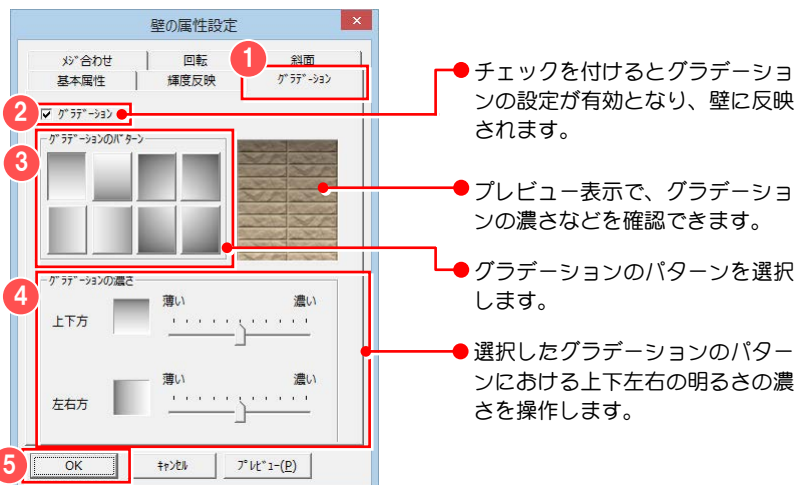 壁の属性設定
×
ﾒｼﾞ合わせ
回転
斜面
1
基本属性
輝度反映
ｸﾞﾗﾃﾞｰｼｮﾝ
2
ｸﾞﾗﾃﾞｰｼｮﾝ
チェックを付けるとグラデーショ
ンの設定が有効となり、壁に反映
されます。
3
ｸﾞﾗﾃﾞｰｼｮﾝのﾊﾟﾀｰﾝ
プレビュー表示で、グラデーショ
ンの濃さなどを確認できます。
グラデーションのパターンを選択
します。
4
ｸﾞﾗﾃﾞｰｼｮﾝの濃さ
上下方
薄い
濃い
左右方
薄い
濃い
選択したグラデーションのパター
ンにおける上下左右の明るさの濃
さを操作します。
5
OK
ｷｬﾝｾﾙ
ﾌﾟﾚﾋﾞｭｰ(P)